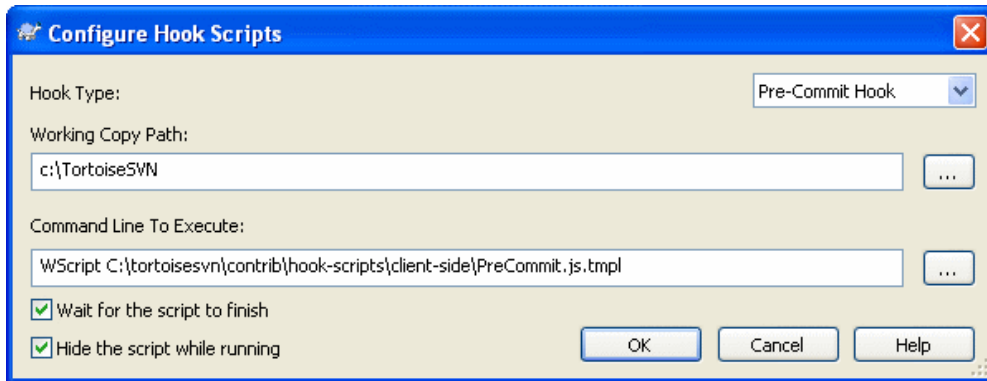 Configure Hook Scripts
Hook Type:
Pre-Commit Hook
Working Copy Path:
c:\TortoiseSVN
...
Command Line To Execute:
WScript C:\tortoisesvn\contrib\hook-scripts\client-side\PreCommit.js.tmpl
...
Wait for the script to finish
Hide the script while running
OK
Cancel
Help